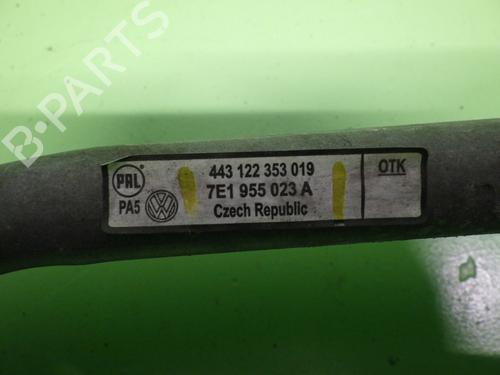 B-PARTS
PAL®
PA5
443 122 353 019
7E1 955 023 A
Czech Republic
OTK